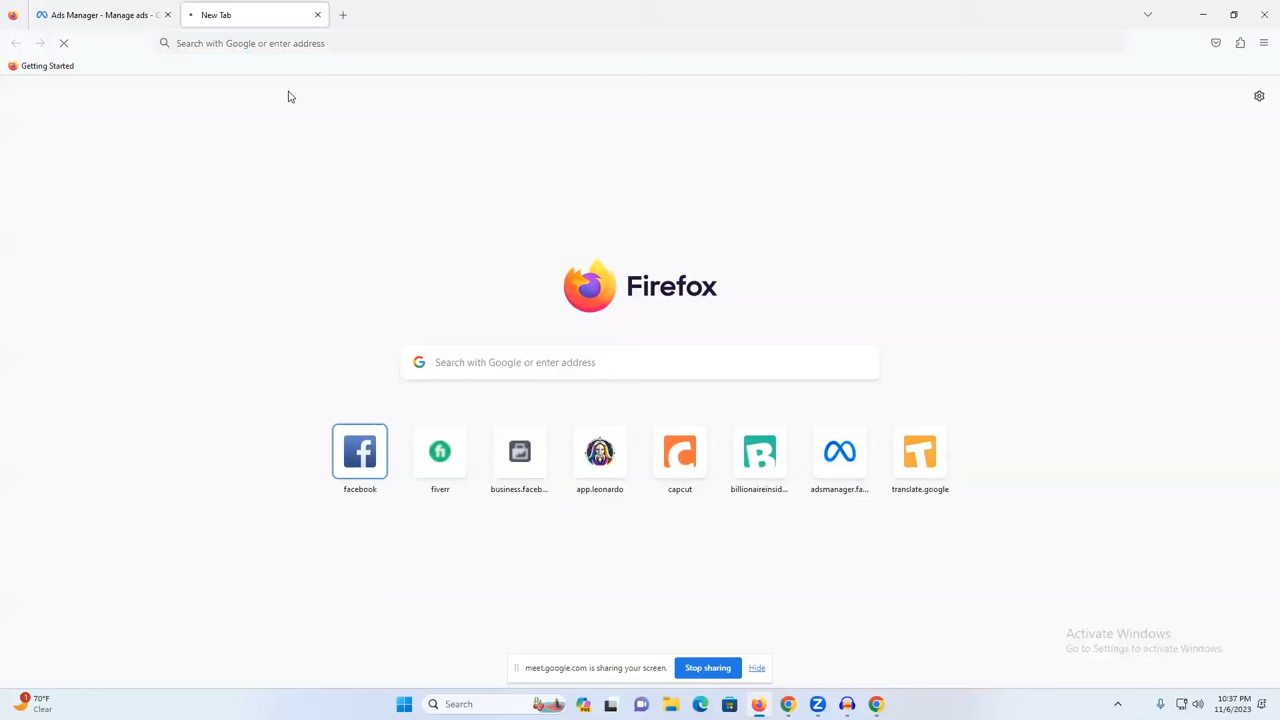 Ads Manager - Manage ads - C
New Tab
Search with Google or enter address
Getting Started
Firefox
Search with Google or enter address
facebook
fiverr
business.faceb...
app.leonardo
capcut
billionaireinsid...
adsmanager.fa...
translate.google
Activate Windows
Go to Settings to activate Windows.
meet.google.com is sharing your screen.
Stop sharing
Hide
1
70°F
Clear
Search
10:37 PM
11/6/2023